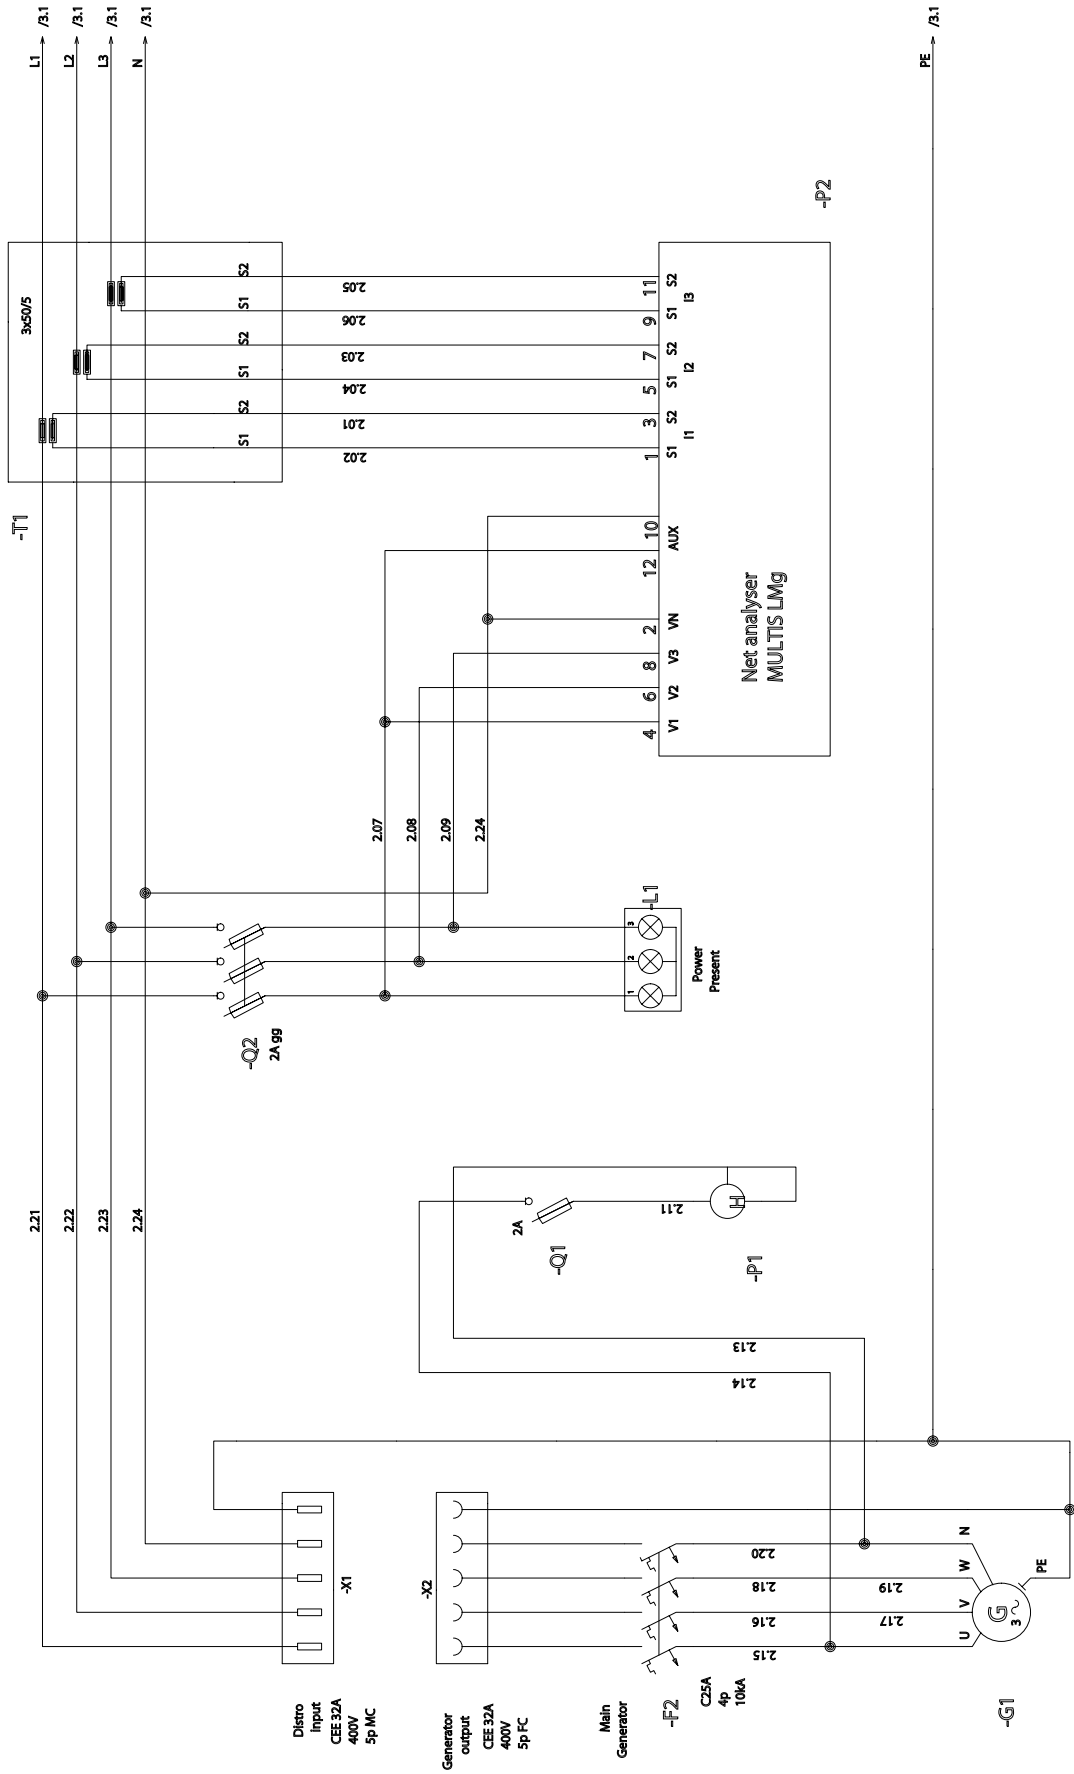 Distro
input
CEE 32A
400V
5p MC
-X1
Generator
output
CEE 32A
400V
5p FC
-X2
Main
Generator
-F2
C25A
4p
10kA
-G1
G
3 ~
U
V
W
N
PE
2.15
2.16
2.17
2.18
2.19
2.20
2.14
2.13
-Q1
2A
2.11
-P1
H
2.21
2.22
2.23
2.24
-Q2
2A gg
1
2
3
-L1
Power
Present
2.07
2.08
2.09
2.24
-P2
Net analyser
MULTIS LMg
4
6
8
2
12
10
1
3
5
7
9
11
V1
V2
V3
VN
AUX
S1
S2
S1
S2
S1
S2
I1
I2
I3
2.02
2.01
2.04
2.03
2.06
2.05
-T1
3x50/5
S1
S2
S1
S2
S1
S2
L1
L2
L3
N
PE
/3.1
/3.1
/3.1
/3.1
/3.1